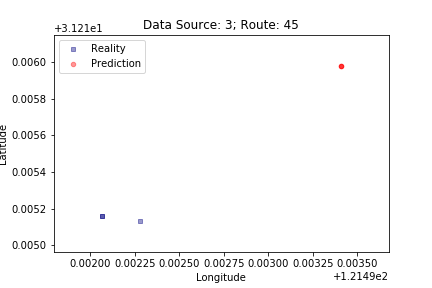 Data Source: 3; Route: 45
+3.121e1
Reality
Prediction
0.0060
0.0058
0.0056
0.0054
0.0052
0.0050
Latitude
0.00200 0.00225 0.00250 0.00275 0.00300 0.00325 0.00350
Longitude
+1.2149e2